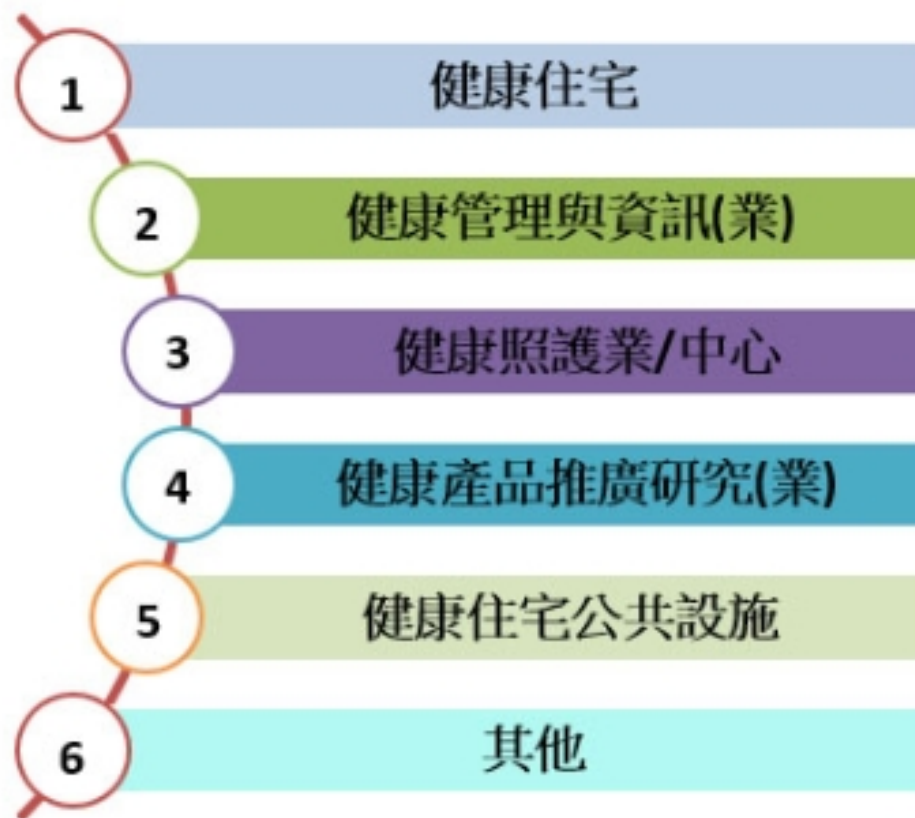 1 健康住宅
2 健康管理與資訊(業)
3 健康照護業/中心
4 健康產品推廣研究(業)
5 健康住宅公共設施
6 其他